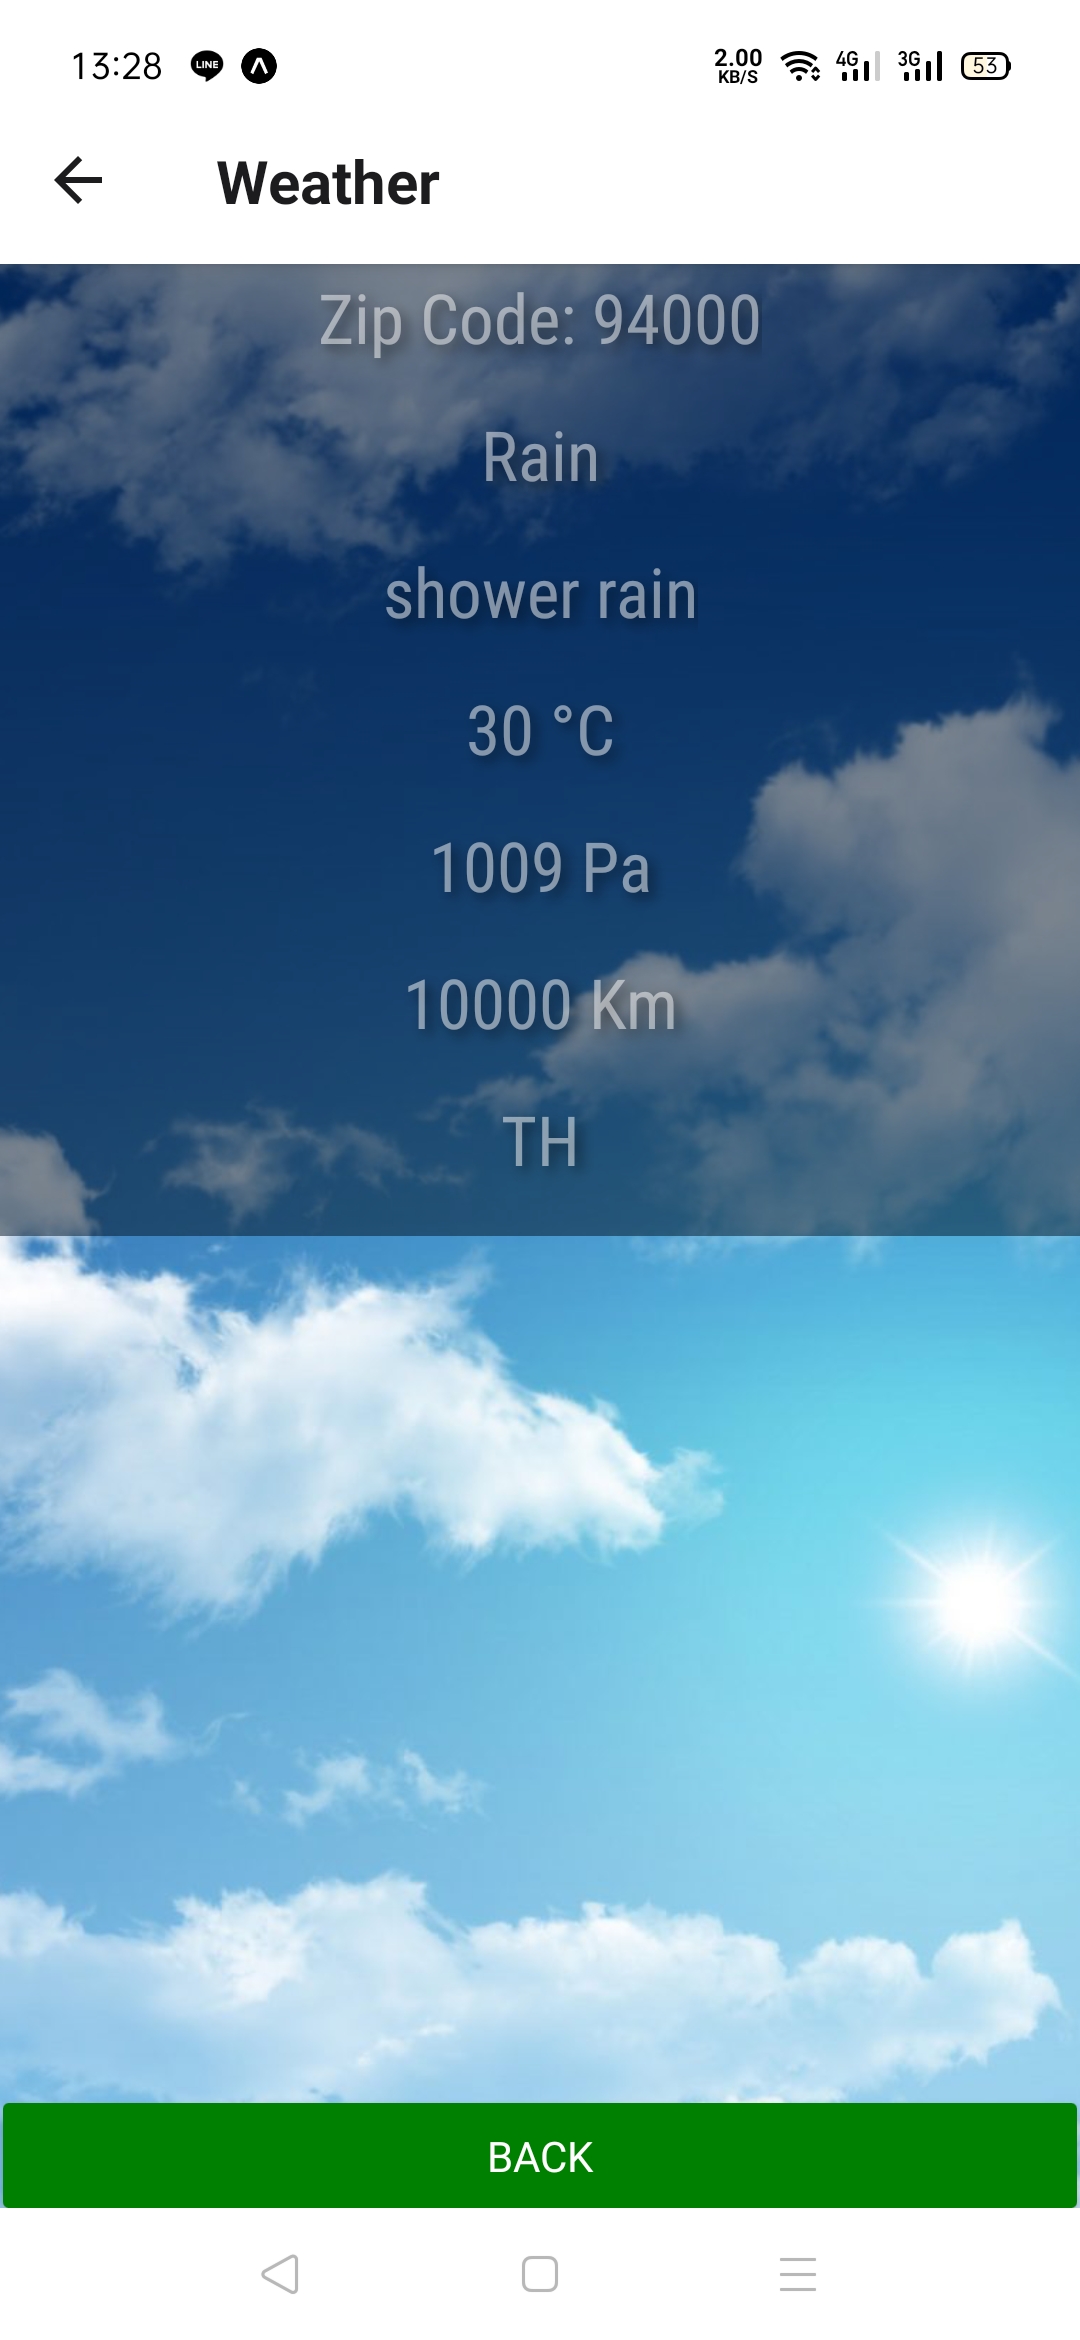 13:28 LINE 2.00 KB/S 4G 3G 53
Weather
Zip Code: 94000
Rain
shower rain
30 °C
1009 Pa
10000 Km
TH
BACK